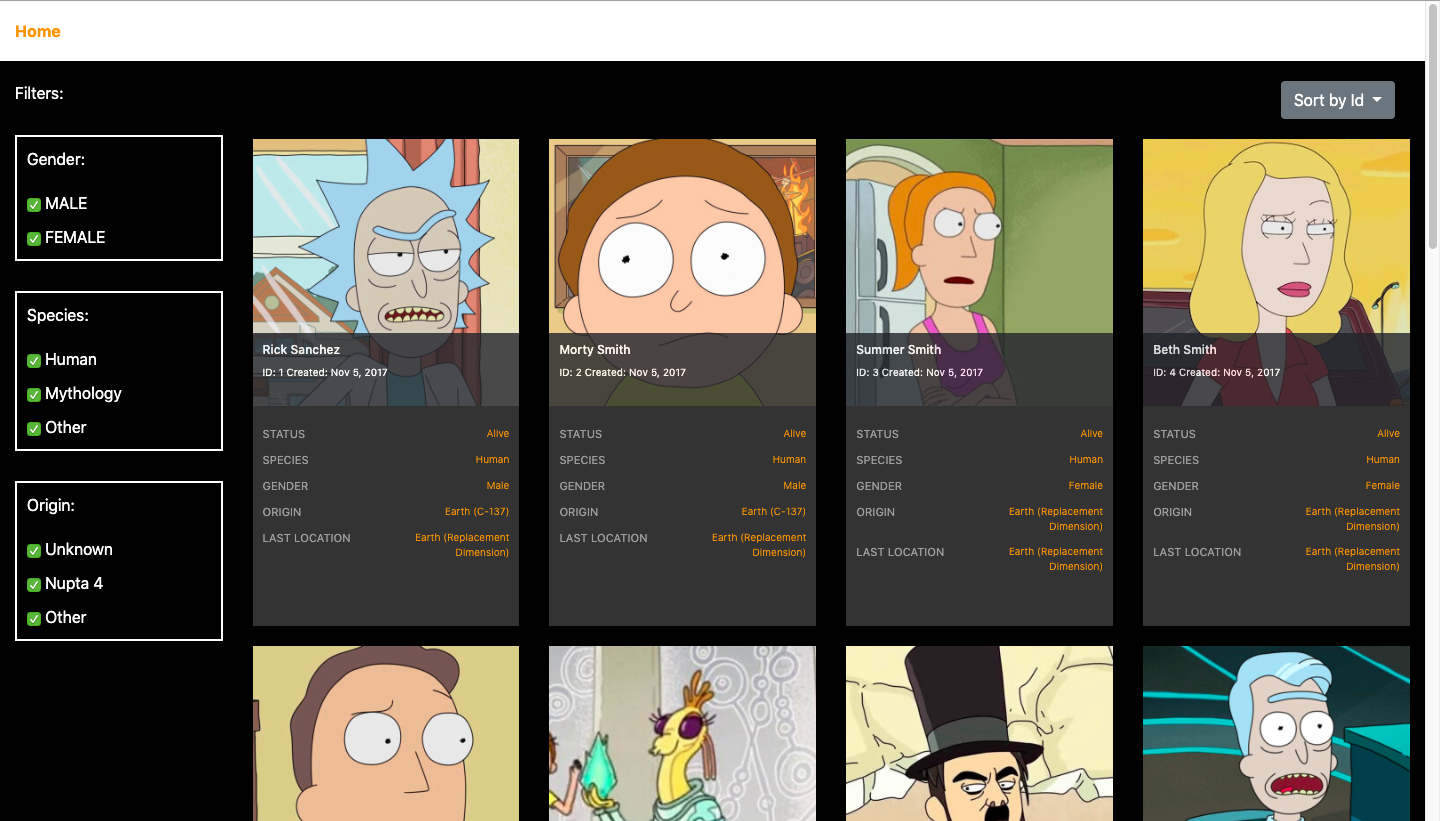 Home
Filters:
Sort by Id
Gender:
✅ MALE
✅ FEMALE
Species:
✅ Human
✅ Mythology
✅ Other
Origin:
✅ Unknown
✅ Nupta 4
✅ Other
Rick Sanchez
ID: 1 Created: Nov 5, 2017
STATUS Alive
SPECIES Human
GENDER Male
ORIGIN Earth (C-137)
LAST LOCATION Earth (Replacement
Dimension)
Morty Smith
ID: 2 Created: Nov 5, 2017
STATUS Alive
SPECIES Human
GENDER Male
ORIGIN Earth (C-137)
LAST LOCATION Earth (Replacement
Dimension)
Summer Smith
ID: 3 Created: Nov 5, 2017
STATUS Alive
SPECIES Human
GENDER Female
ORIGIN Earth (Replacement
Dimension)
LAST LOCATION Earth (Replacement
Dimension)
Beth Smith
ID: 4 Created: Nov 5, 2017
STATUS Alive
SPECIES Human
GENDER Female
ORIGIN Earth (Replacement
Dimension)
LAST LOCATION Earth (Replacement
Dimension)